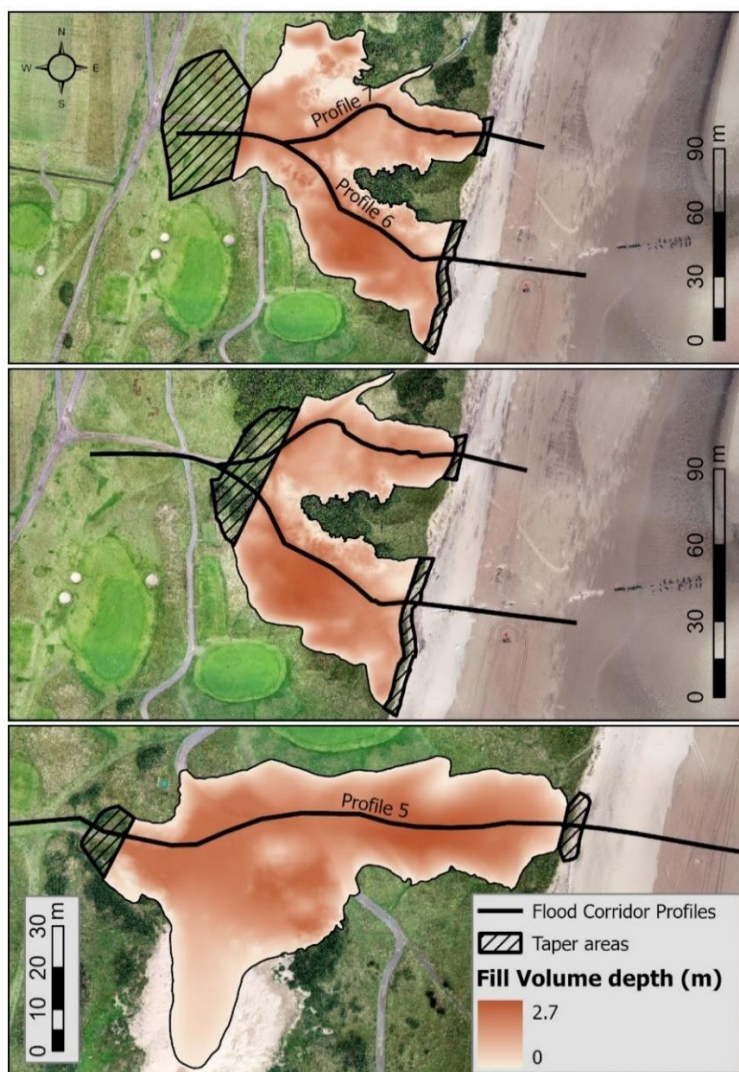 N
W E
S
Profile 7
Profile 6
0 30 60 90 m
0 30 60 90 m
Profile 5
0 10 20 30 m
Flood Corridor Profiles
Taper areas
Fill Volume depth (m)
2.7
0